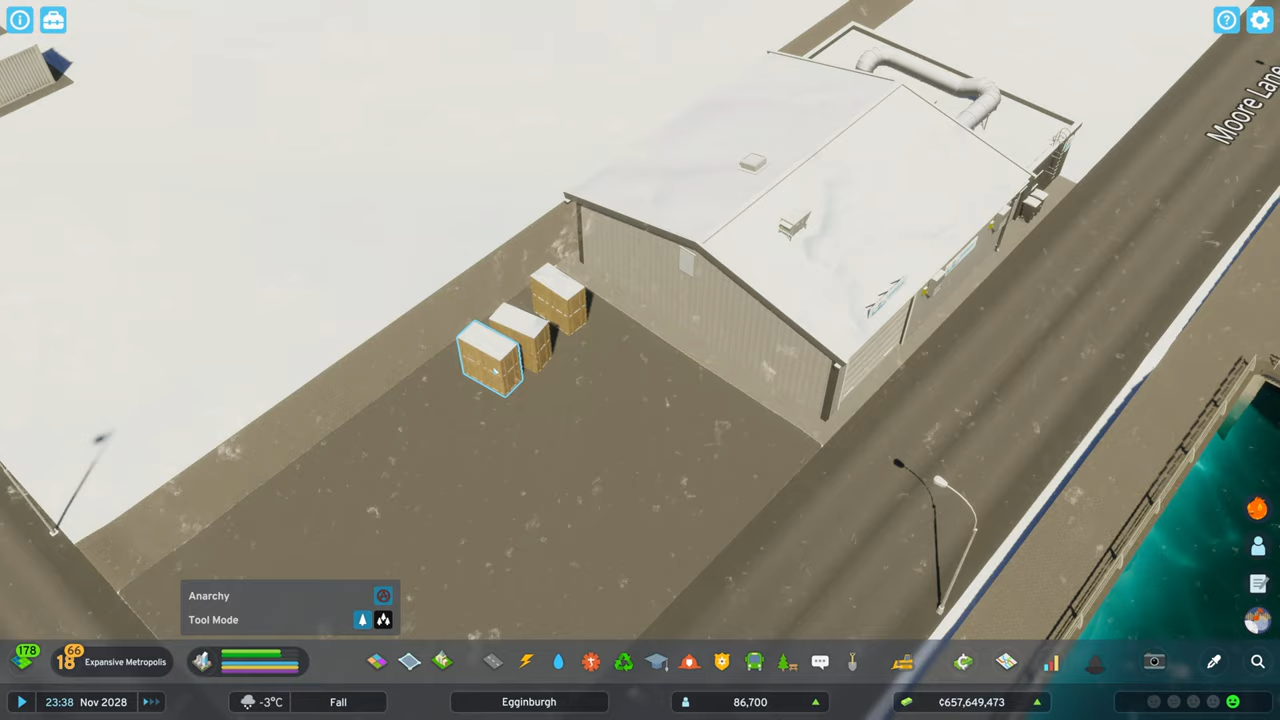 Moore Lane
Anarchy
Tool Mode
178
66
18
Expansive Metropolis
23:38 Nov 2028
-3°C
Fall
Egginburgh
86,700
¢657,649,473